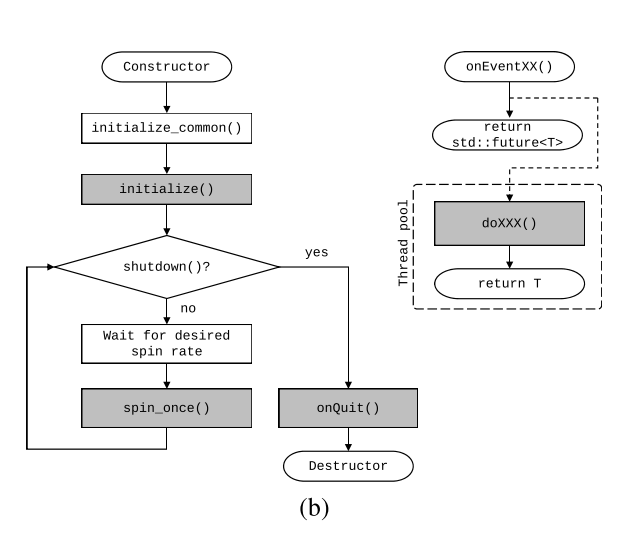 Constructor
initialize_common()
initialize()
shutdown()?
yes
no
Wait for desired
spin rate
spin_once()
onQuit()
Destructor
onEventXX()
return
std::future<T>
Thread pool
doXXX()
return T
(b)